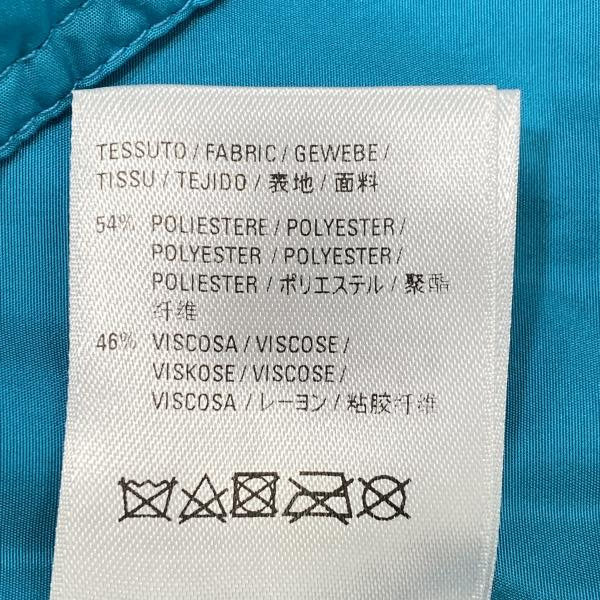 TESSUTO / FABRIC / GEWEBE /
TISSU / TEJIDO / 表地 / 面料
54% POLIESTERE / POLYESTER /
POLYESTER / POLYESTER /
POLIESTER / ポリエステル / 聚酯
纤维
46% VISCOSA / VISCOSE /
VISKOSE / VISCOSE /
VISCOSA / レーヨン / 粘胶纤维